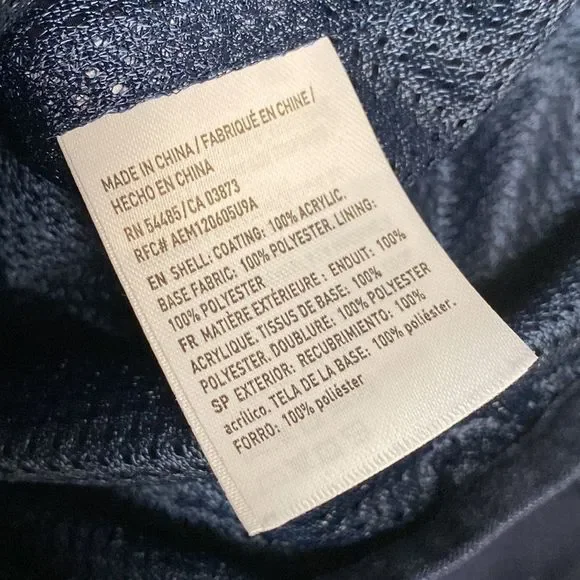 MADE IN CHINA / FABRIQUÉ EN CHINE /
HECHO EN CHINA
RN 54485 / CA 03873
RFC# AEM120605U9A
EN SHELL: COATING: 100% ACRYLIC.
BASE FABRIC: 100% POLYESTER. LINING:
100% POLYESTER
FR MATIÈRE EXTÉRIEURE : ENDUIT: 100%
ACRYLIQUE. TISSUS DE BASE: 100%
POLYESTER. DOUBLURE: 100% POLYESTER
SP EXTERIOR: RECUBRIMIENTO: 100%
acrílico. TELA DE LA BASE: 100% poliéster.
FORRO: 100% poliéster